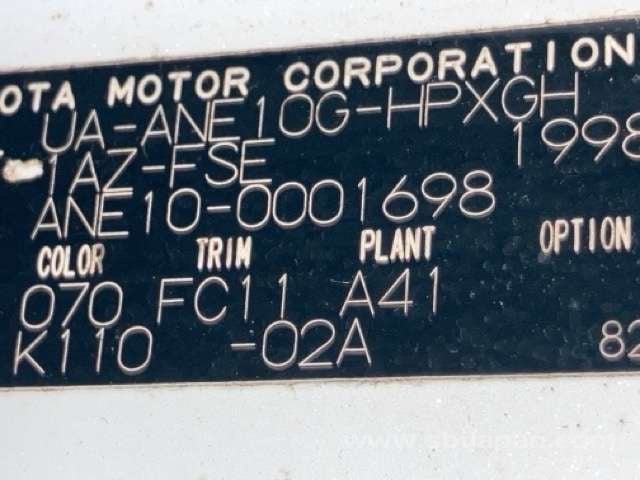 OTA MOTOR CORPORATION
UA-ANE10G-HPXGH
1AZ-FSE 1998
ANE10-0001698
COLOR TRIM PLANT OPTION
070 FC11 A41
K110 -02A 82